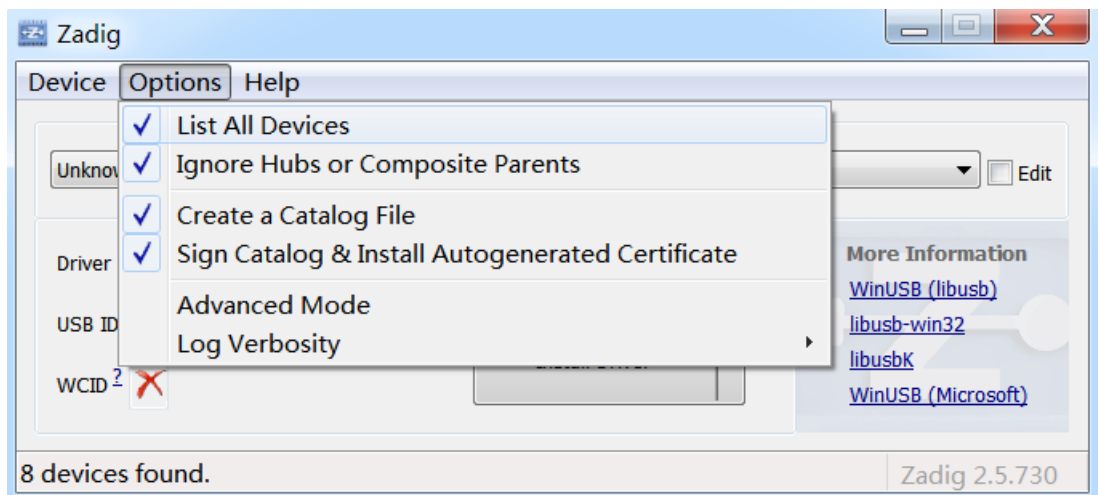 Zadig
Device Options Help
List All Devices
Ignore Hubs or Composite Parents
Edit
Create a Catalog File
Sign Catalog & Install Autogenerated Certificate
Driver
More Information
WinUSB (libusb)
Advanced Mode
USB ID
libusb-win32
Log Verbosity
libusbK
WCID ?
WinUSB (Microsoft)
8 devices found.
Zadig 2.5.730